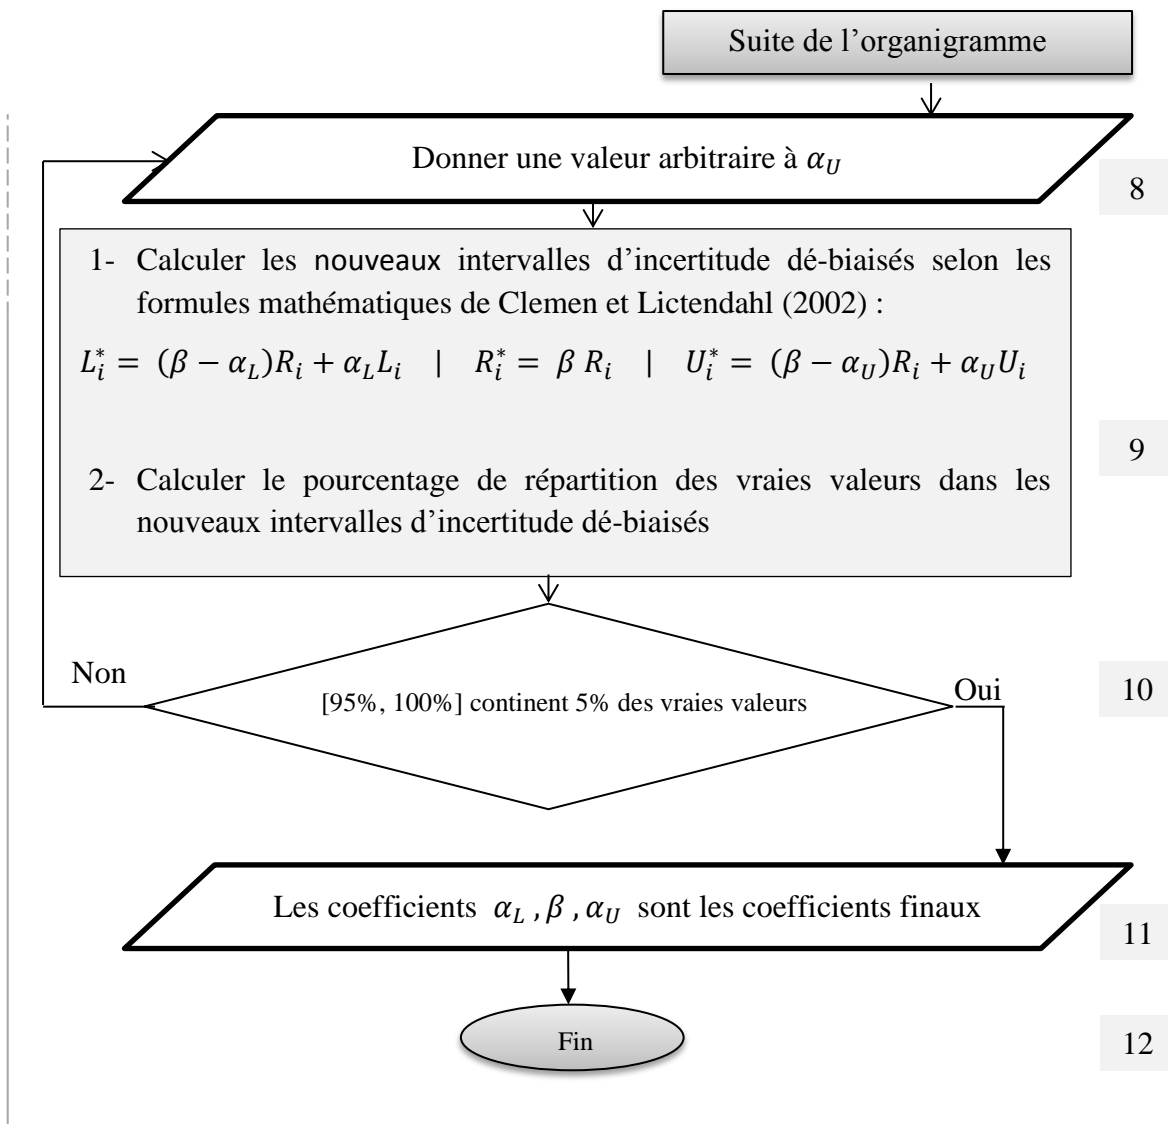 Suite de l’organigramme
Donner une valeur arbitraire à α_U
8
1- Calculer les nouveaux intervalles d’incertitude dé-biaisés selon les
formules mathématiques de Clemen et Lictendahl (2002) :
L_i^* = (β − α_L)R_i + α_L L_i | R_i^* = β R_i | U_i^* = (β − α_U)R_i + α_U U_i
9
2- Calculer le pourcentage de répartition des vraies valeurs dans les
nouveaux intervalles d’incertitude dé-biaisés
Non
[95%, 100%] continent 5% des vraies valeurs
Oui
10
Les coefficients α_L , β , α_U sont les coefficients finaux
11
Fin
12